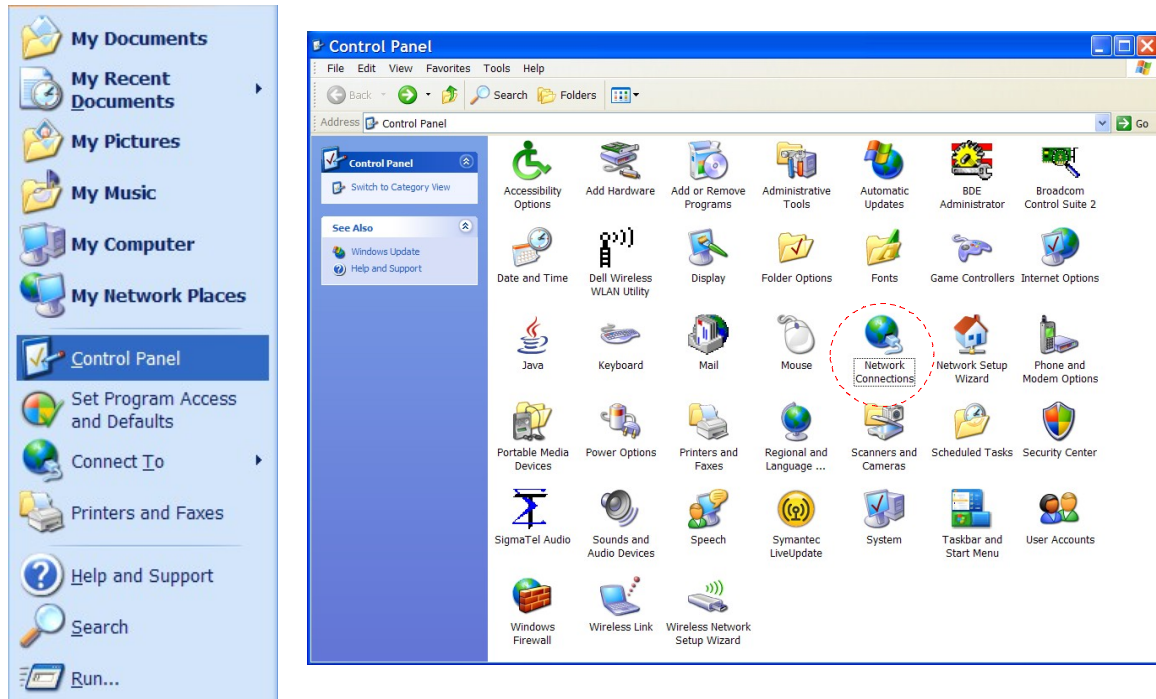 My Documents
My Recent
Documents
My Pictures
My Music
My Computer
My Network Places
Control Panel
Set Program Access
and Defaults
Connect To
Printers and Faxes
Help and Support
Search
Run...
Control Panel
File Edit View Favorites Tools Help
Back Search Folders
Address Control Panel Go
Control Panel
Switch to Category View
See Also
Windows Update
Help and Support
Accessibility
Options
Add Hardware
Add or Remove
Programs
Administrative
Tools
Automatic
Updates
BDE
Administrator
Broadcom
Control Suite 2
Date and Time
Dell Wireless
WLAN Utility
Display
Folder Options
Fonts
Game Controllers
Internet Options
Java
Keyboard
Mail
Mouse
Network
Connections
Network Setup
Wizard
Phone and
Modem Options
Portable Media
Devices
Power Options
Printers and
Faxes
Regional and
Language ...
Scanners and
Cameras
Scheduled Tasks
Security Center
SigmaTel Audio
Sounds and
Audio Devices
Speech
Symantec
LiveUpdate
System
Taskbar and
Start Menu
User Accounts
Windows
Firewall
Wireless Link
Wireless Network
Setup Wizard